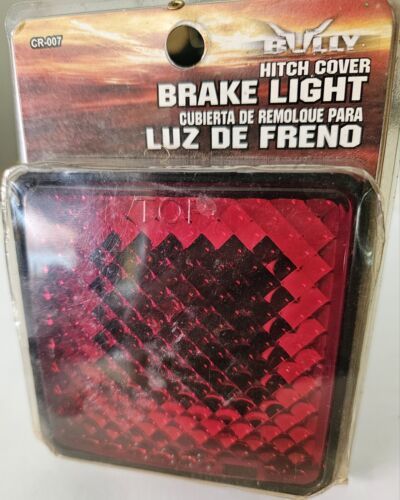 CR-007
BULLY
HITCH COVER
BRAKE LIGHT
CUBIERTA DE REMOLQUE PARA
LUZ DE FRENO
TOP